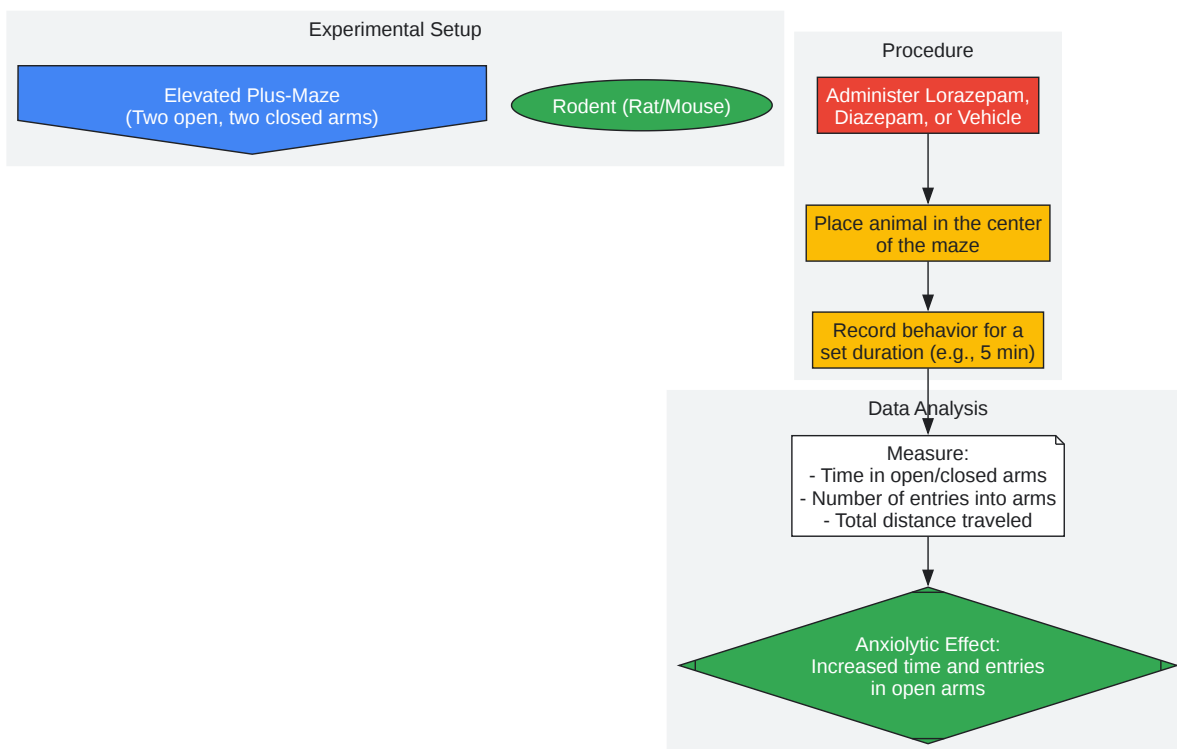 Experimental Setup
Elevated Plus-Maze
(Two open, two closed arms)
Rodent (Rat/Mouse)
Procedure
Administer Lorazepam,
Diazepam, or Vehicle
Place animal in the center
of the maze
Record behavior for a
set duration (e.g., 5 min)
Data Analysis
Measure:
- Time in open/closed arms
- Number of entries into arms
- Total distance traveled
Anxiolytic Effect:
Increased time and entries
in open arms